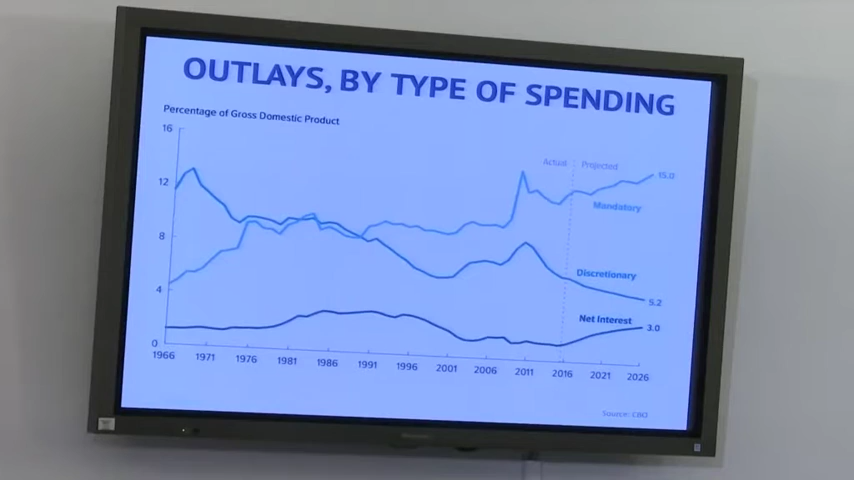 OUTLAYS, BY TYPE OF SPENDING
Percentage of Gross Domestic Product
16
12
8
4
0
Actual Projected
15.0
Mandatory
Discretionary
5.2
Net Interest
3.0
1966 1971 1976 1981 1986 1991 1996 2001 2006 2011 2016 2021 2026
Source: CBO